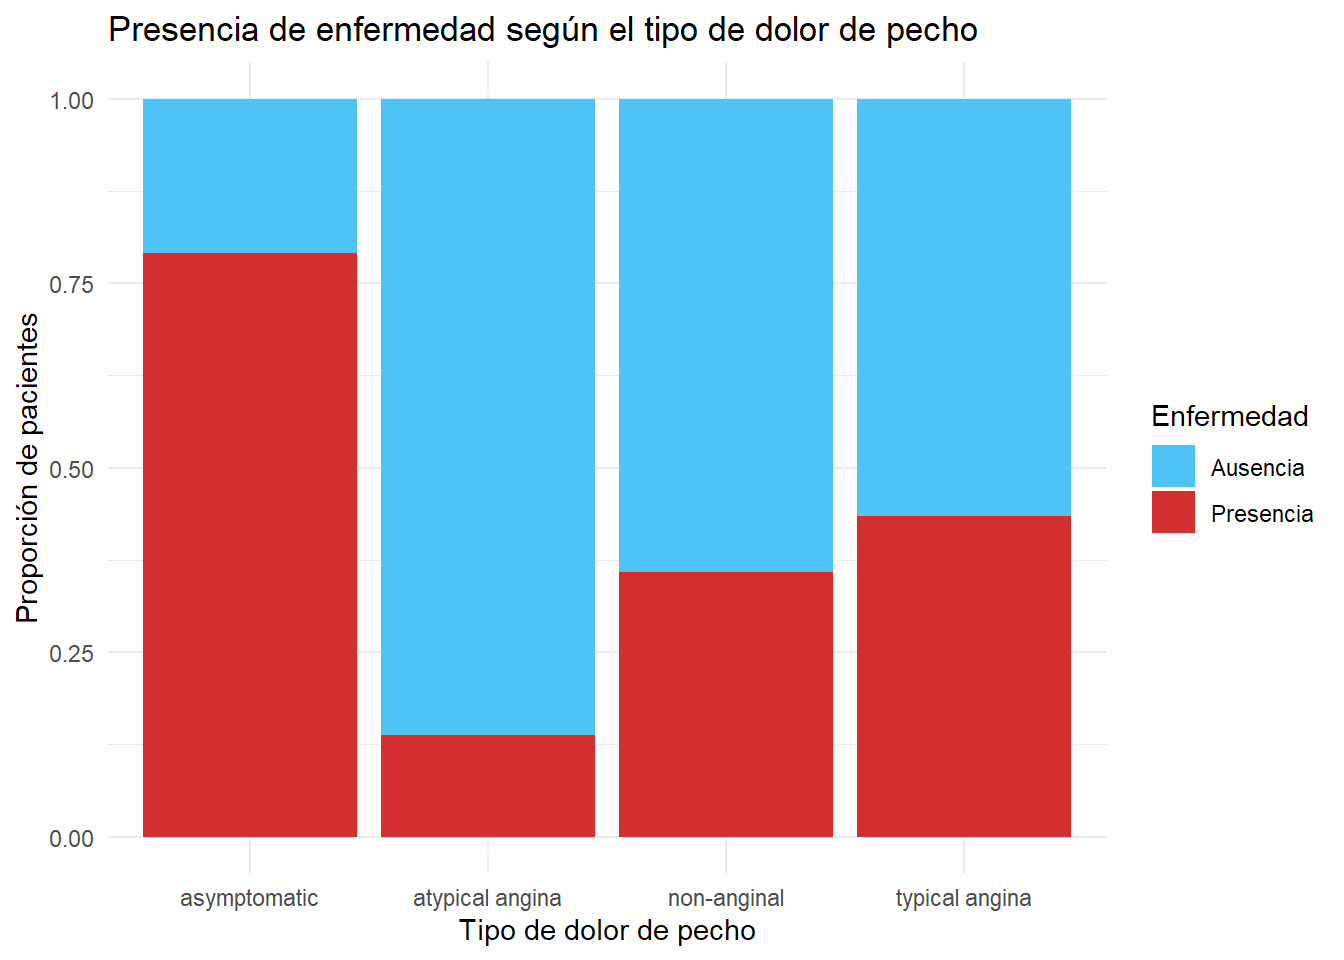 Presencia de enfermedad según el tipo de dolor de pecho
Proporción de pacientes
1.00
0.75
0.50
0.25
0.00
asymptomatic
atypical angina
non-anginal
typical angina
Tipo de dolor de pecho
Enfermedad
Ausencia
Presencia